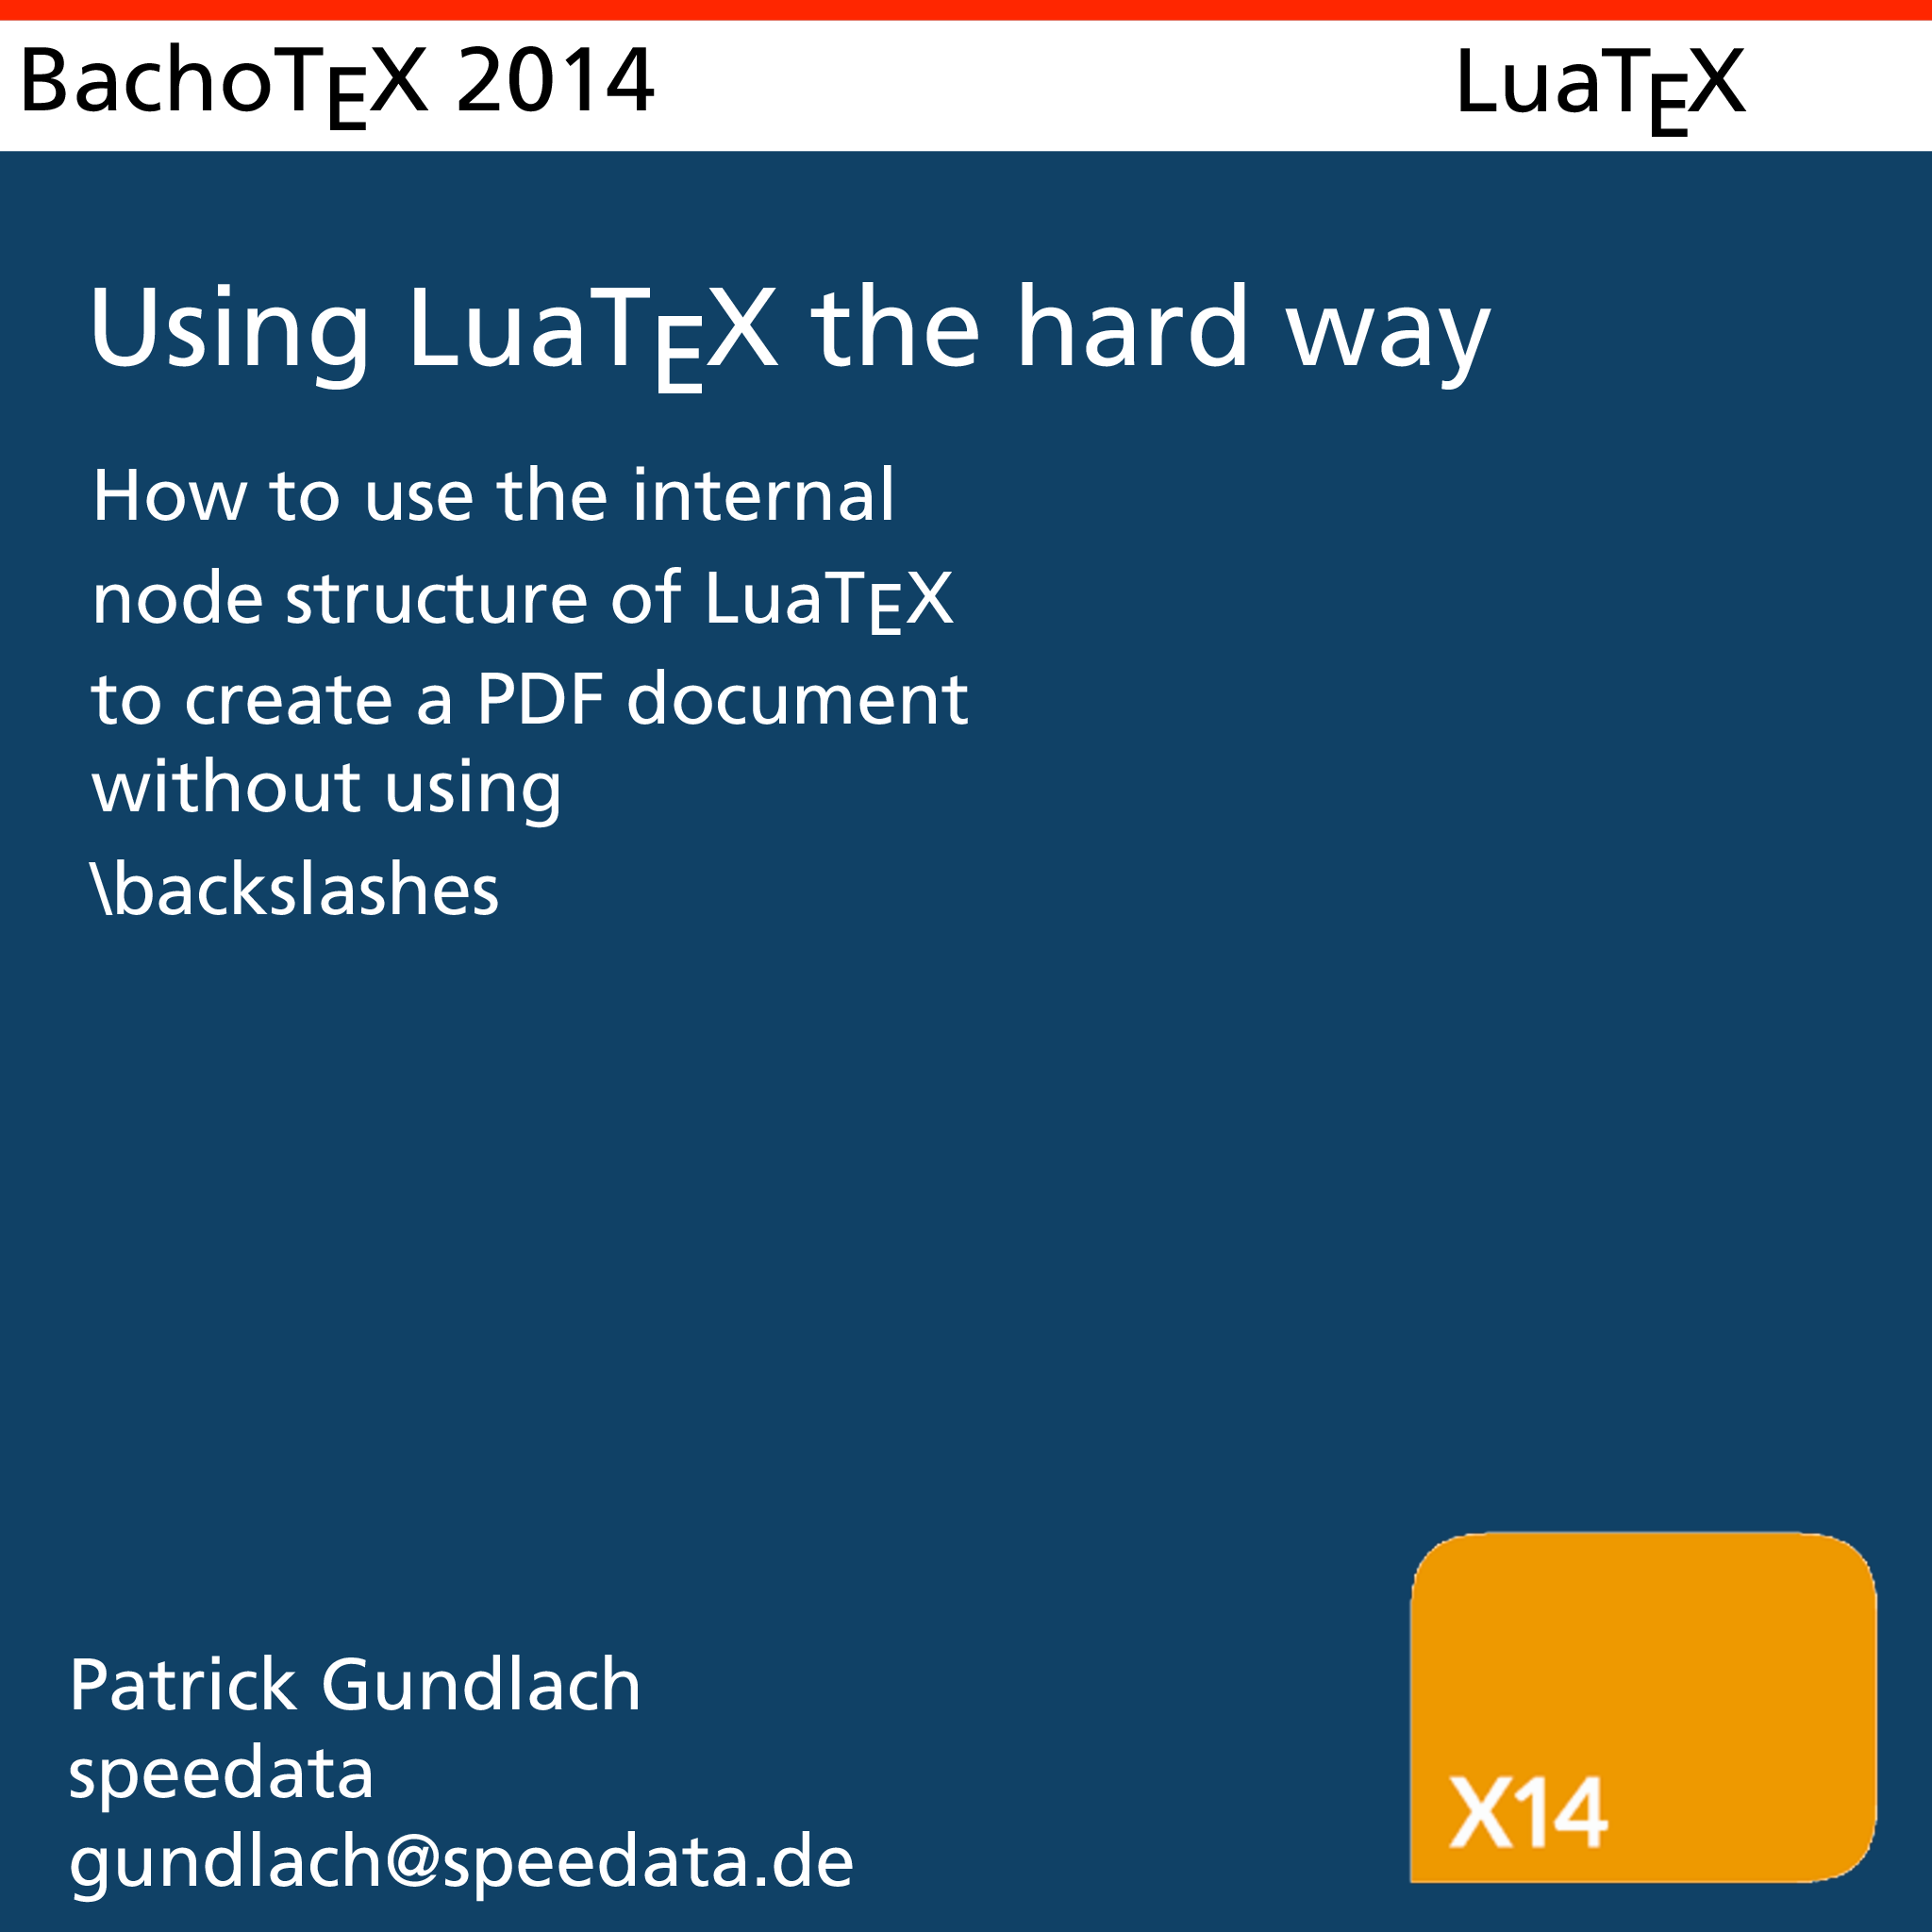 BachoTEX 2014
LuaTEX
Using LuaTEX the hard way
How to use the internal
node structure of LuaTEX
to create a PDF document
without using
\backslashes
Patrick Gundlach
speedata
gundlach@speedata.de
X14